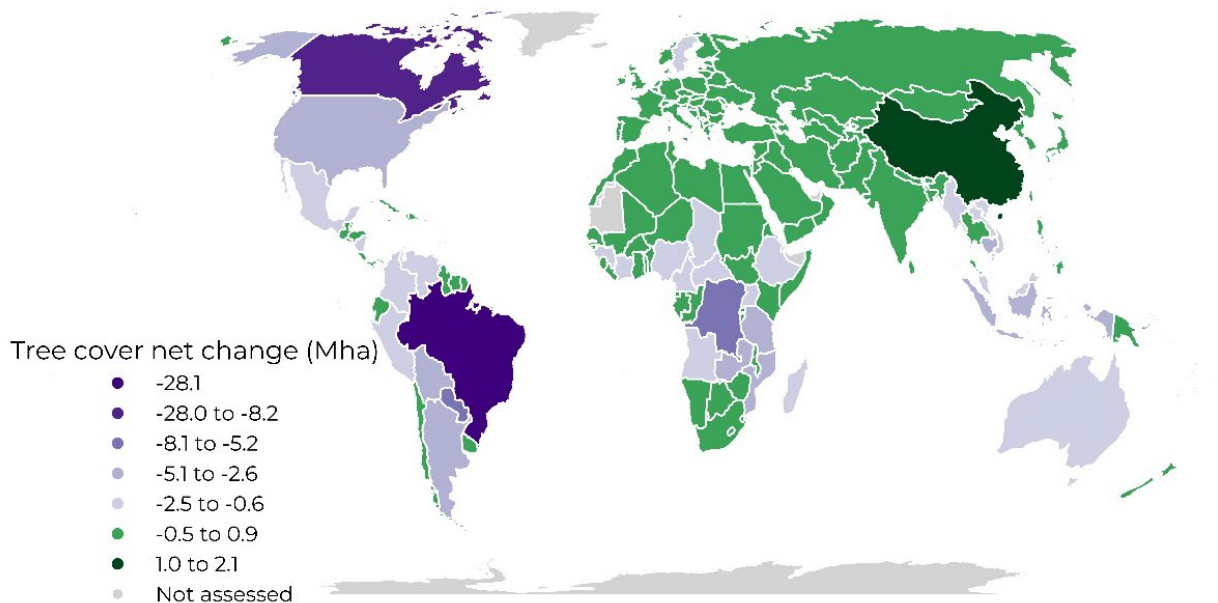 Tree cover net change (Mha)
-28.1
-28.0 to -8.2
-8.1 to -5.2
-5.1 to -2.6
-2.5 to -0.6
-0.5 to 0.9
1.0 to 2.1
Not assessed